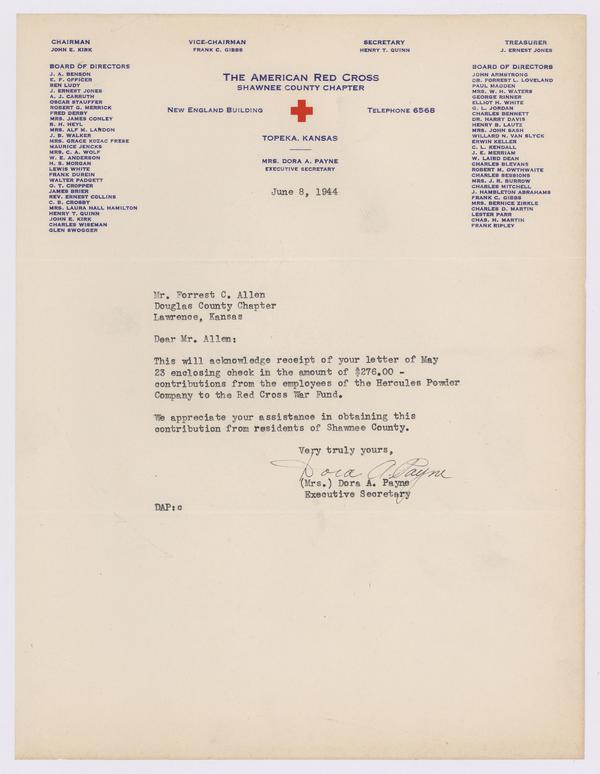 CHAIRMAN
JOHN E. KIRK
VICE-CHAIRMAN
FRANK C. GIBBS
SECRETARY
HENRY T. QUINN
TREASURER
J. ERNEST JONES
BOARD OF DIRECTORS
J. A. BENSON
E. F. OFFICER
BEN LUDY
J. ERNEST JONES
A. J. CARRUTH
OSCAR STAUFFER
ROBERT G. MERRICK
FRED DERBY
MRS. JAMES CONLEY
B. H. HEYL
MRS. ALF M. LANDON
J. B. WALKER
MRS. GRACE KOZAC FRESE
MAURICE JENCKS
MRS. C. A. WOLF
W. E. ANDERSON
H. S. MORGAN
LEWIS WHITE
FRANK DUREIN
WALTER PADGETT
O. T. CROPPER
JAMES BRIER
REV. ERNEST COLLINS
C. B. CROSBY
MRS. LAURA HALL HAMILTON
HENRY T. QUINN
JOHN E. KIRK
CHARLES WISEMAN
GLEN SWOGGER
THE AMERICAN RED CROSS
SHAWNEE COUNTY CHAPTER
NEW ENGLAND BUILDING
TELEPHONE 6568
TOPEKA, KANSAS
MRS. DORA A. PAYNE
EXECUTIVE SECRETARY
BOARD OF DIRECTORS
JOHN ARMSTRONG
DR. FORREST L. LOVELAND
PAUL MADDEN
MRS. W. H. WATERS
GEORGE RINNER
ELLIOT H. WHITE
G. L. JORDAN
CHARLES BENNETT
DR. HARRY DAVIS
HENRY B. LAUTZ
MRS. JOHN SASH
WILLARD N. VAN SLYCK
ERWIN KELLER
C. L. KENDALL
J. E. MERRIAM
W. LAIRD DEAN
CHARLES BLEVANS
ROBERT M. OWTHWAITE
CHARLES SESSIONS
MRS. J. R. BURROW
CHARLES MITCHELL
J. HAMBLETON ABRAHAMS
FRANK C. GIBBS
MRS. BERNICE ZIRKLE
CHARLES D. MARTIN
LESTER PARR
CHAS. H. MARTIN
FRANK RIPLEY
June 8, 1944
Mr. Forrest C. Allen
Douglas County Chapter
Lawrence, Kansas
Dear Mr. Allen:
This will acknowledge receipt of your letter of May
23 enclosing check in the amount of $276.00 -
contributions from the employees of the Hercules Powder
Company to the Red Cross War Fund.
We appreciate your assistance in obtaining this
contribution from residents of Shawnee County.
Very truly yours,
Dora A. Payne
(Mrs.) Dora A. Payne
Executive Secretary
DAP:c